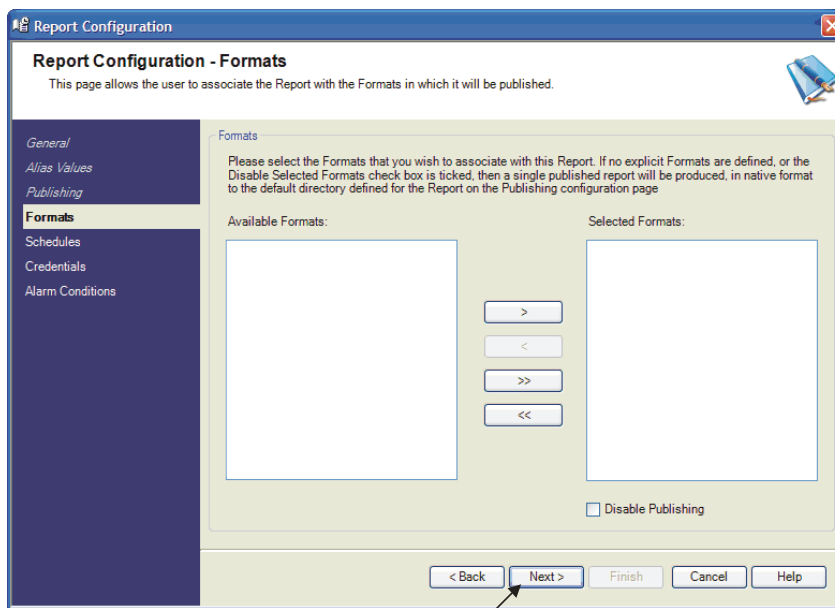 Report Configuration
Report Configuration - Formats
This page allows the user to associate the Report with the Formats in which it will be published.
General
Alias Values
Publishing
Formats
Schedules
Credentials
Alarm Conditions
Formats
Please select the Formats that you wish to associate with this Report. If no explicit Formats are defined, or the
Disable Selected Formats check box is ticked, then a single published report will be produced, in native format
to the default directory defined for the Report on the Publishing configuration page
Available Formats:
Selected Formats:
>
<
>>
<<
Disable Publishing
< Back
Next >
Finish
Cancel
Help